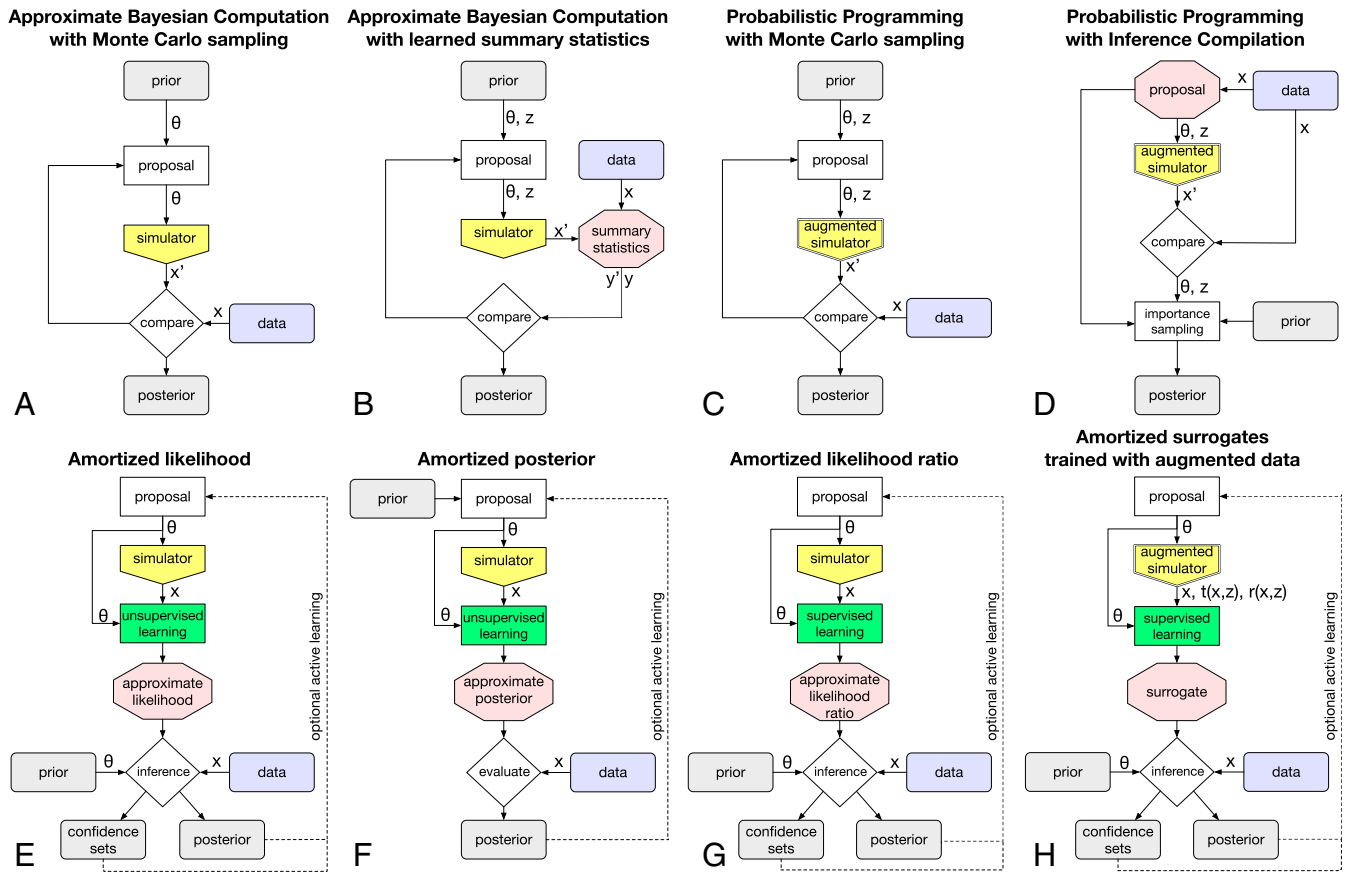 Approximate Bayesian Computation
with Monte Carlo sampling
prior
θ
proposal
θ
simulator
x'
compare
x
data
posterior
A
Approximate Bayesian Computation
with learned summary statistics
prior
θ, z
proposal
data
θ, z
x
simulator
x'
summary
statistics
y' y
compare
posterior
B
Probabilistic Programming
with Monte Carlo sampling
prior
θ, z
proposal
θ, z
augmented
simulator
x'
compare
x
data
posterior
C
Probabilistic Programming
with Inference Compilation
proposal
x
data
θ, z
x
augmented
simulator
x'
compare
θ, z
importance
sampling
prior
posterior
D
Amortized likelihood
proposal
θ
simulator
x
θ
unsupervised
learning
approximate
likelihood
prior
θ
inference
x
data
confidence
sets
posterior
optional active learning
E
Amortized posterior
prior
proposal
θ
simulator
x
θ
unsupervised
learning
approximate
posterior
evaluate
x
data
posterior
optional active learning
F
Amortized likelihood ratio
proposal
θ
simulator
x
θ
supervised
learning
approximate
likelihood
ratio
prior
θ
inference
x
data
confidence
sets
posterior
optional active learning
G
Amortized surrogates
trained with augmented data
proposal
θ
augmented
simulator
x, t(x,z), r(x,z)
θ
supervised
learning
surrogate
prior
θ
inference
x
data
confidence
sets
posterior
optional active learning
H